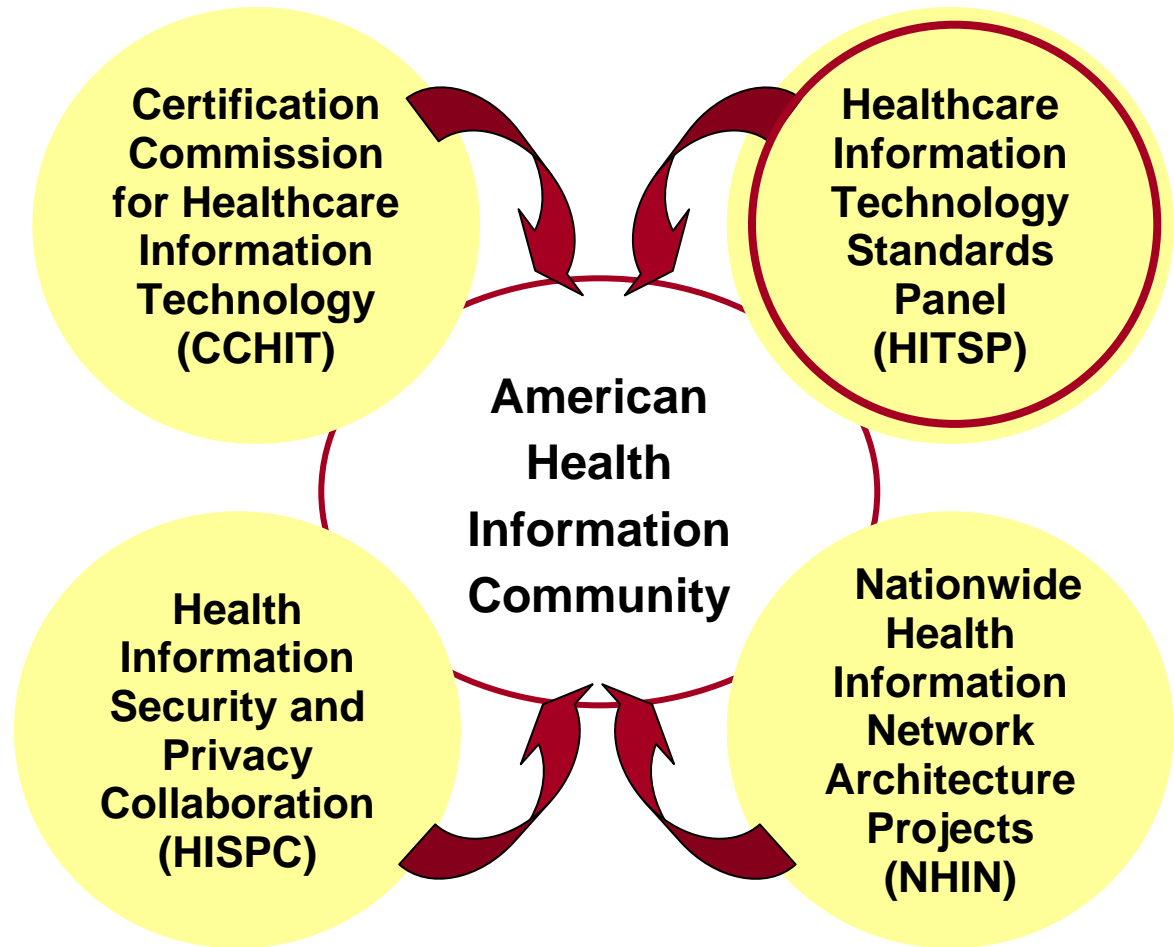 Certification
Commission
for Healthcare
Information
Technology
(CCHIT)
Healthcare
Information
Technology
Standards
Panel
(HITSP)
American
Health
Information
Community
Health
Information
Security and
Privacy
Collaboration
(HISPC)
Nationwide
Health
Information
Network
Architecture
Projects
(NHIN)